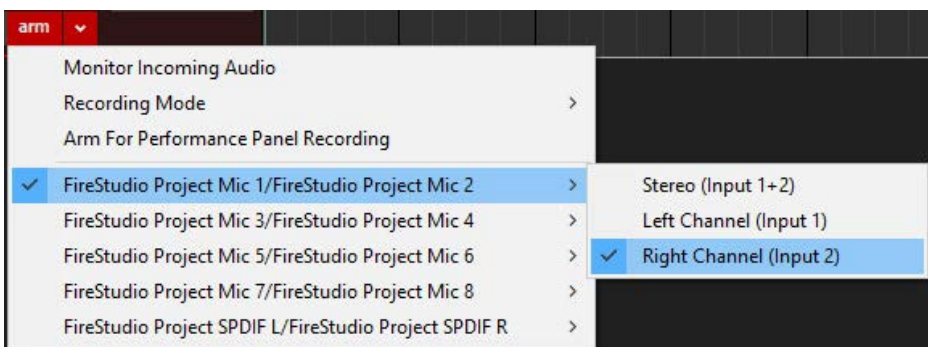 arm
Monitor Incoming Audio
Recording Mode
Arm For Performance Panel Recording
FireStudio Project Mic 1/FireStudio Project Mic 2
FireStudio Project Mic 3/FireStudio Project Mic 4
FireStudio Project Mic 5/FireStudio Project Mic 6
FireStudio Project Mic 7/FireStudio Project Mic 8
FireStudio Project SPDIF L/FireStudio Project SPDIF R
Stereo (Input 1+2)
Left Channel (Input 1)
Right Channel (Input 2)